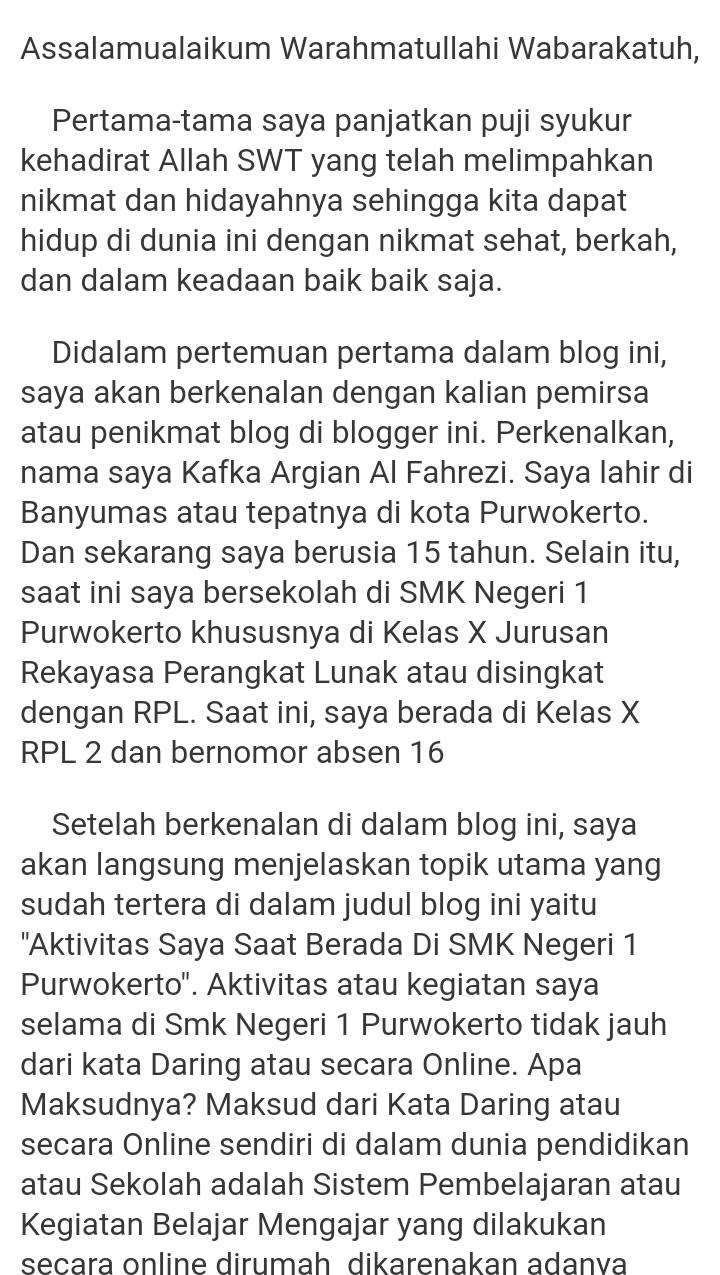 Assalamualaikum Warahmatullahi Wabarakatuh,
Pertama-tama saya panjatkan puji syukur
kehadirat Allah SWT yang telah melimpahkan
nikmat dan hidayahnya sehingga kita dapat
hidup di dunia ini dengan nikmat sehat, berkah,
dan dalam keadaan baik baik saja.
Didalam pertemuan pertama dalam blog ini,
saya akan berkenalan dengan kalian pemirsa
atau penikmat blog di blogger ini. Perkenalkan,
nama saya Kafka Argian Al Fahrezi. Saya lahir di
Banyumas atau tepatnya di kota Purwokerto.
Dan sekarang saya berusia 15 tahun. Selain itu,
saat ini saya bersekolah di SMK Negeri 1
Purwokerto khususnya di Kelas X Jurusan
Rekayasa Perangkat Lunak atau disingkat
dengan RPL. Saat ini, saya berada di Kelas X
RPL 2 dan bernomor absen 16
Setelah berkenalan di dalam blog ini, saya
akan langsung menjelaskan topik utama yang
sudah tertera di dalam judul blog ini yaitu
"Aktivitas Saya Saat Berada Di SMK Negeri 1
Purwokerto". Aktivitas atau kegiatan saya
selama di Smk Negeri 1 Purwokerto tidak jauh
dari kata Daring atau secara Online. Apa
Maksudnya? Maksud dari Kata Daring atau
secara Online sendiri di dalam dunia pendidikan
atau Sekolah adalah Sistem Pembelajaran atau
Kegiatan Belajar Mengajar yang dilakukan
secara online dirumah  dikarenakan adanya